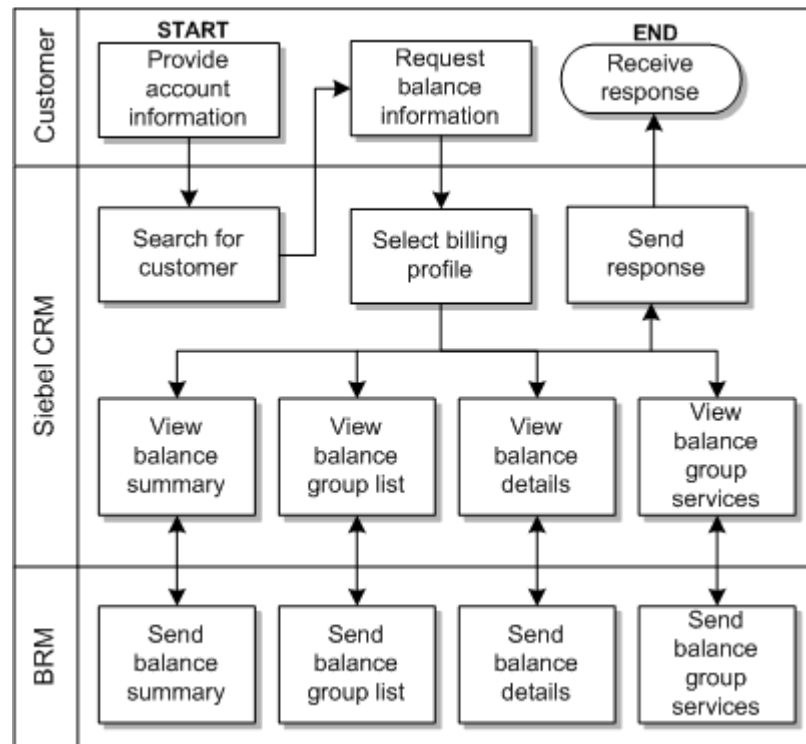 Customer
START
Provide
account
information
Request
balance
information
END
Receive
response
Siebel CRM
Search for
customer
Select billing
profile
Send
response
View
balance
summary
View
balance
group list
View
balance
details
View
balance
group
services
BRM
Send
balance
summary
Send
balance
group list
Send
balance
details
Send
balance
group
services